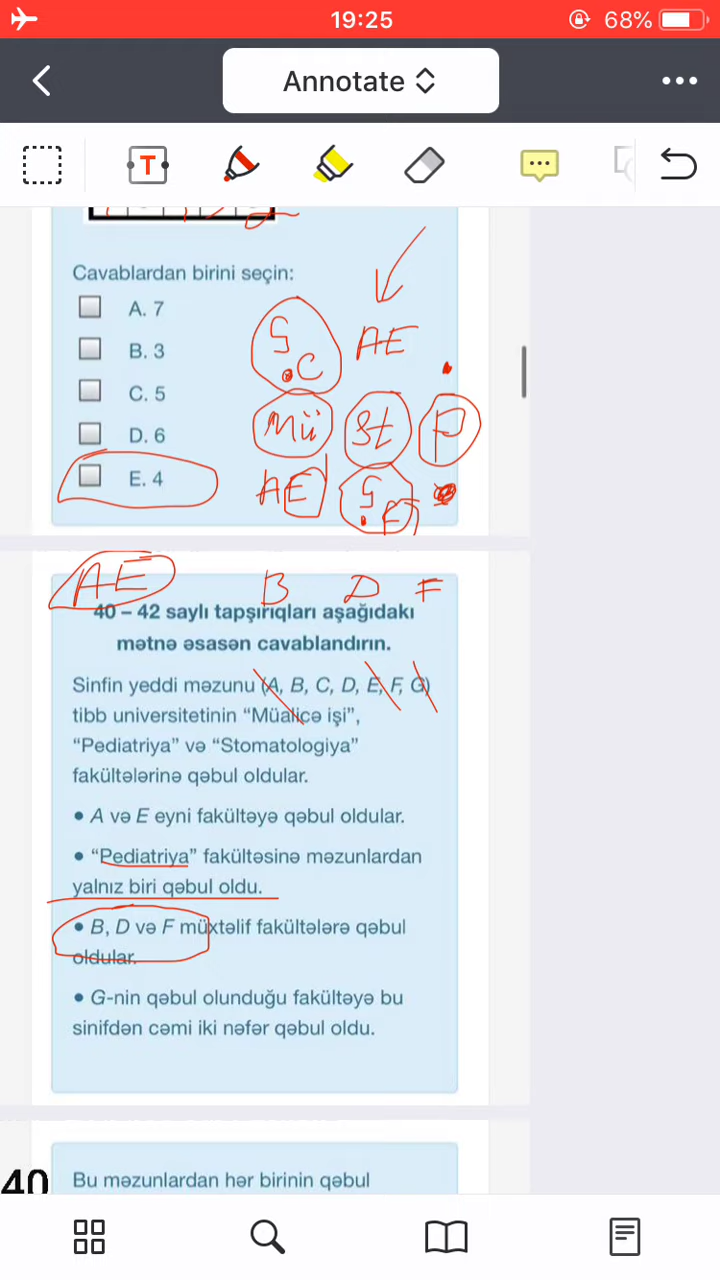 19:25
68%
Annotate
T
Cavablardan birini seçin:
A. 7
B. 3
C. 5
D. 6
E. 4
5
C
AE
Mü
St
P
AE
5
AE
B D F
40 – 42 saylı tapşırıqları aşağıdakı
mətnə əsasən cavablandırın.
Sinfin yeddi məzunu (A, B, C, D, E, F, G)
tibb universitetinin “Müalicə işi”,
“Pediatriya” və “Stomatologiya”
fakültələrinə qəbul oldular.
• A və E eyni fakültəyə qəbul oldular.
• “Pediatriya” fakültəsinə məzunlardan
yalnız biri qəbul oldu.
• B, D və F müxtəlif fakültələrə qəbul
oldular.
• G-nin qəbul olunduğu fakültəyə bu
sinifdən cəmi iki nəfər qəbul oldu.
40
Bu məzunlardan hər birinin qəbul